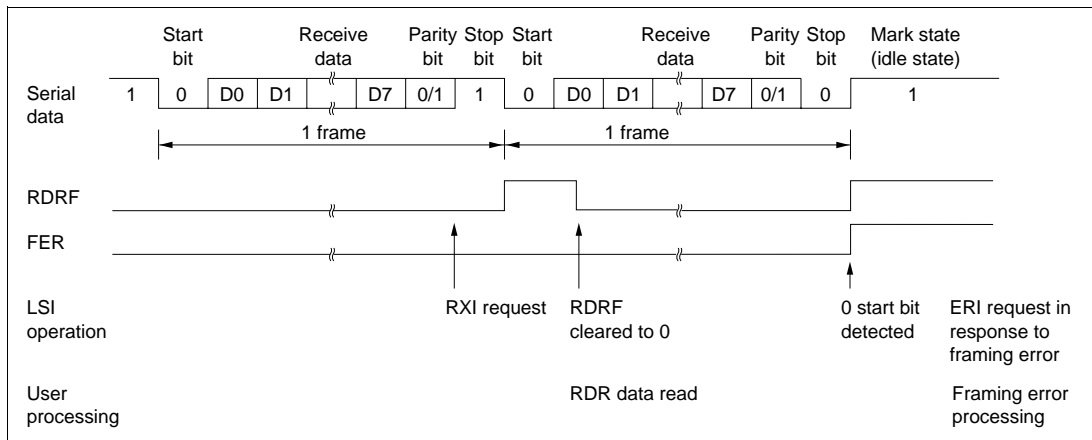 Start bit Receive data Parity bit Stop bit Start bit Receive data Parity bit Stop bit Mark state (idle state)
Serial data 1 0 D0 D1 D7 0/1 1 0 D0 D1 D7 0/1 0 1
1 frame 1 frame
RDRF
FER
LSI operation RXI request RDRF cleared to 0 0 start bit detected ERI request in response to framing error
User processing RDR data read Framing error processing